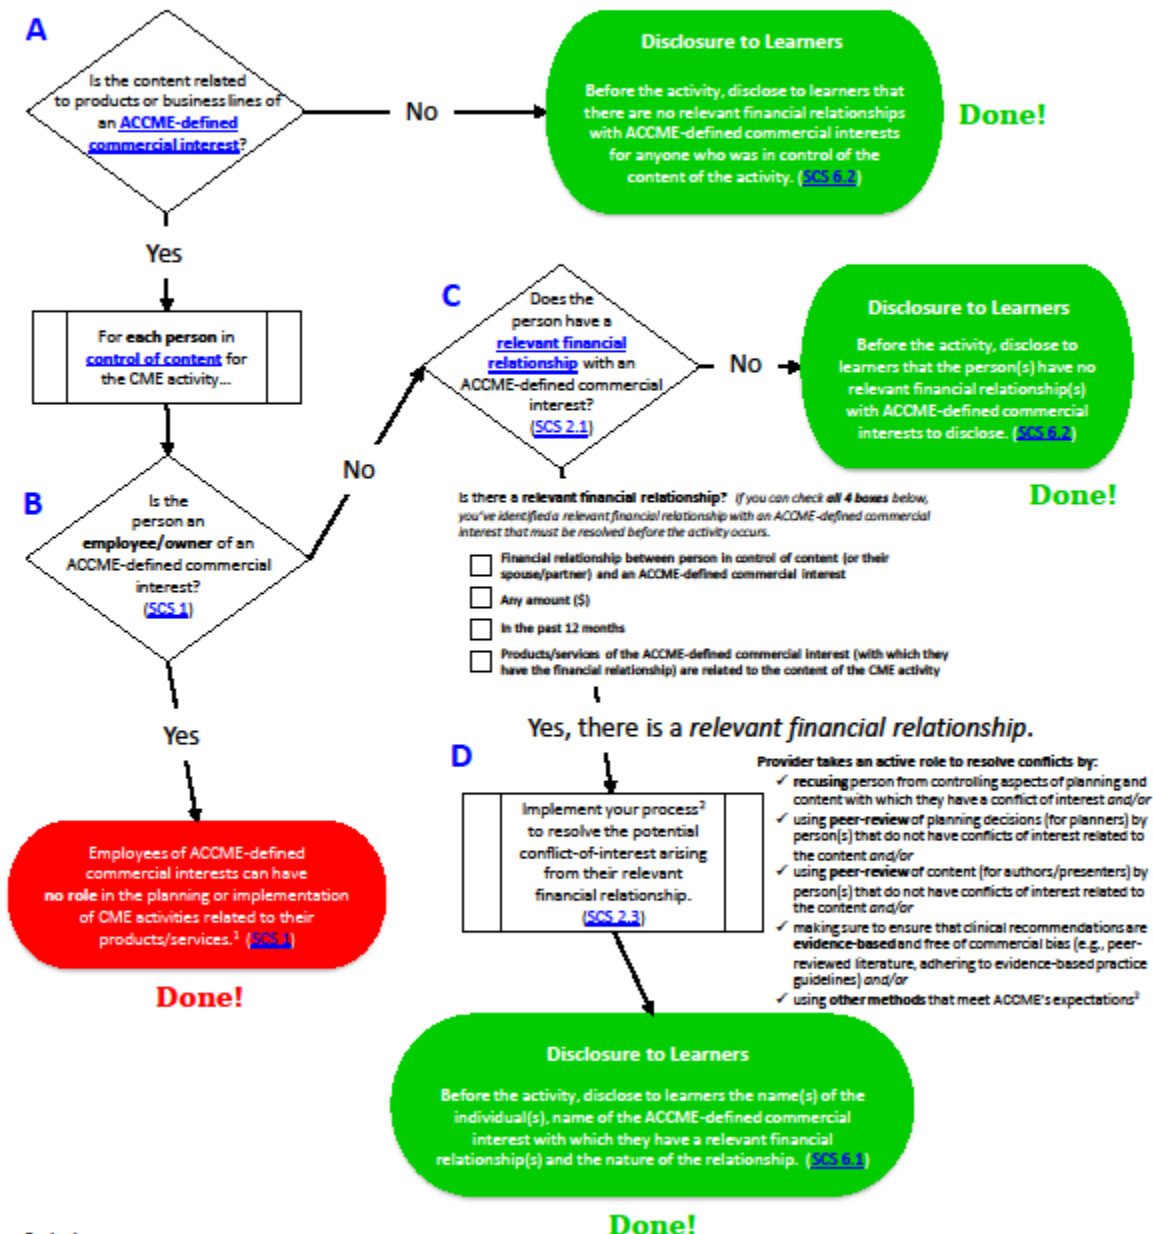 A
Is the content related
to products or business lines of
an ACCME-defined
commercial interest?
No
Disclosure to Learners
Before the activity, disclose to learners that
there are no relevant financial relationships
with ACCME-defined commercial interests
for anyone who was in control of the
content of the activity. (SCS 6.2)
Done!
Yes
For each person in
control of content for
the CME activity...
B
Is the
person an
employee/owner of an
ACCME-defined commercial
interest?
(SCS 1)
No
C
Does the
person have a
relevant financial
relationship with an
ACCME-defined commercial
interest?
(SCS 2.1)
No
Disclosure to Learners
Before the activity, disclose to
learners that the person(s) have no
relevant financial relationship(s)
with ACCME-defined commercial
interests to disclose. (SCS 6.2)
Done!
Is there a relevant financial relationship? If you can check all 4 boxes below,
you've identified a relevant financial relationship with an ACCME-defined commercial
interest that must be resolved before the activity occurs.
Financial relationship between person in control of content (or their
spouse/partner) and an ACCME-defined commercial interest
Any amount ($)
In the past 12 months
Products/services of the ACCME-defined commercial interest (with which they
have the financial relationship) are related to the content of the CME activity
Yes
Employees of ACCME-defined
commercial interests can have
no role in the planning or implementation
of CME activities related to their
products/services.¹ (SCS 1)
Done!
Yes, there is a relevant financial relationship.
D
Implement your process²
to resolve the potential
conflict-of-interest arising
from their relevant
financial relationship.
(SCS 2.3)
Provider takes an active role to resolve conflicts by:
✓ recusing person from controlling aspects of planning and
content with which they have a conflict of interest and/or
✓ using peer-review of planning decisions (for planners) by
person(s) that do not have conflicts of interest related to
the content and/or
✓ using peer-review of content (for authors/presenters) by
person(s) that do not have conflicts of interest related to
the content and/or
✓ making sure to ensure that clinical recommendations are
evidence-based and free of commercial bias (e.g., peer-
reviewed literature, adhering to evidence-based practice
guidelines) and/or
✓ using other methods that meet ACCME's expectations³
Disclosure to Learners
Before the activity, disclose to learners the name(s) of the
individual(s), name of the ACCME-defined commercial
interest with which they have a relevant financial
relationship(s) and the nature of the relationship. (SCS 6.1)
Done!